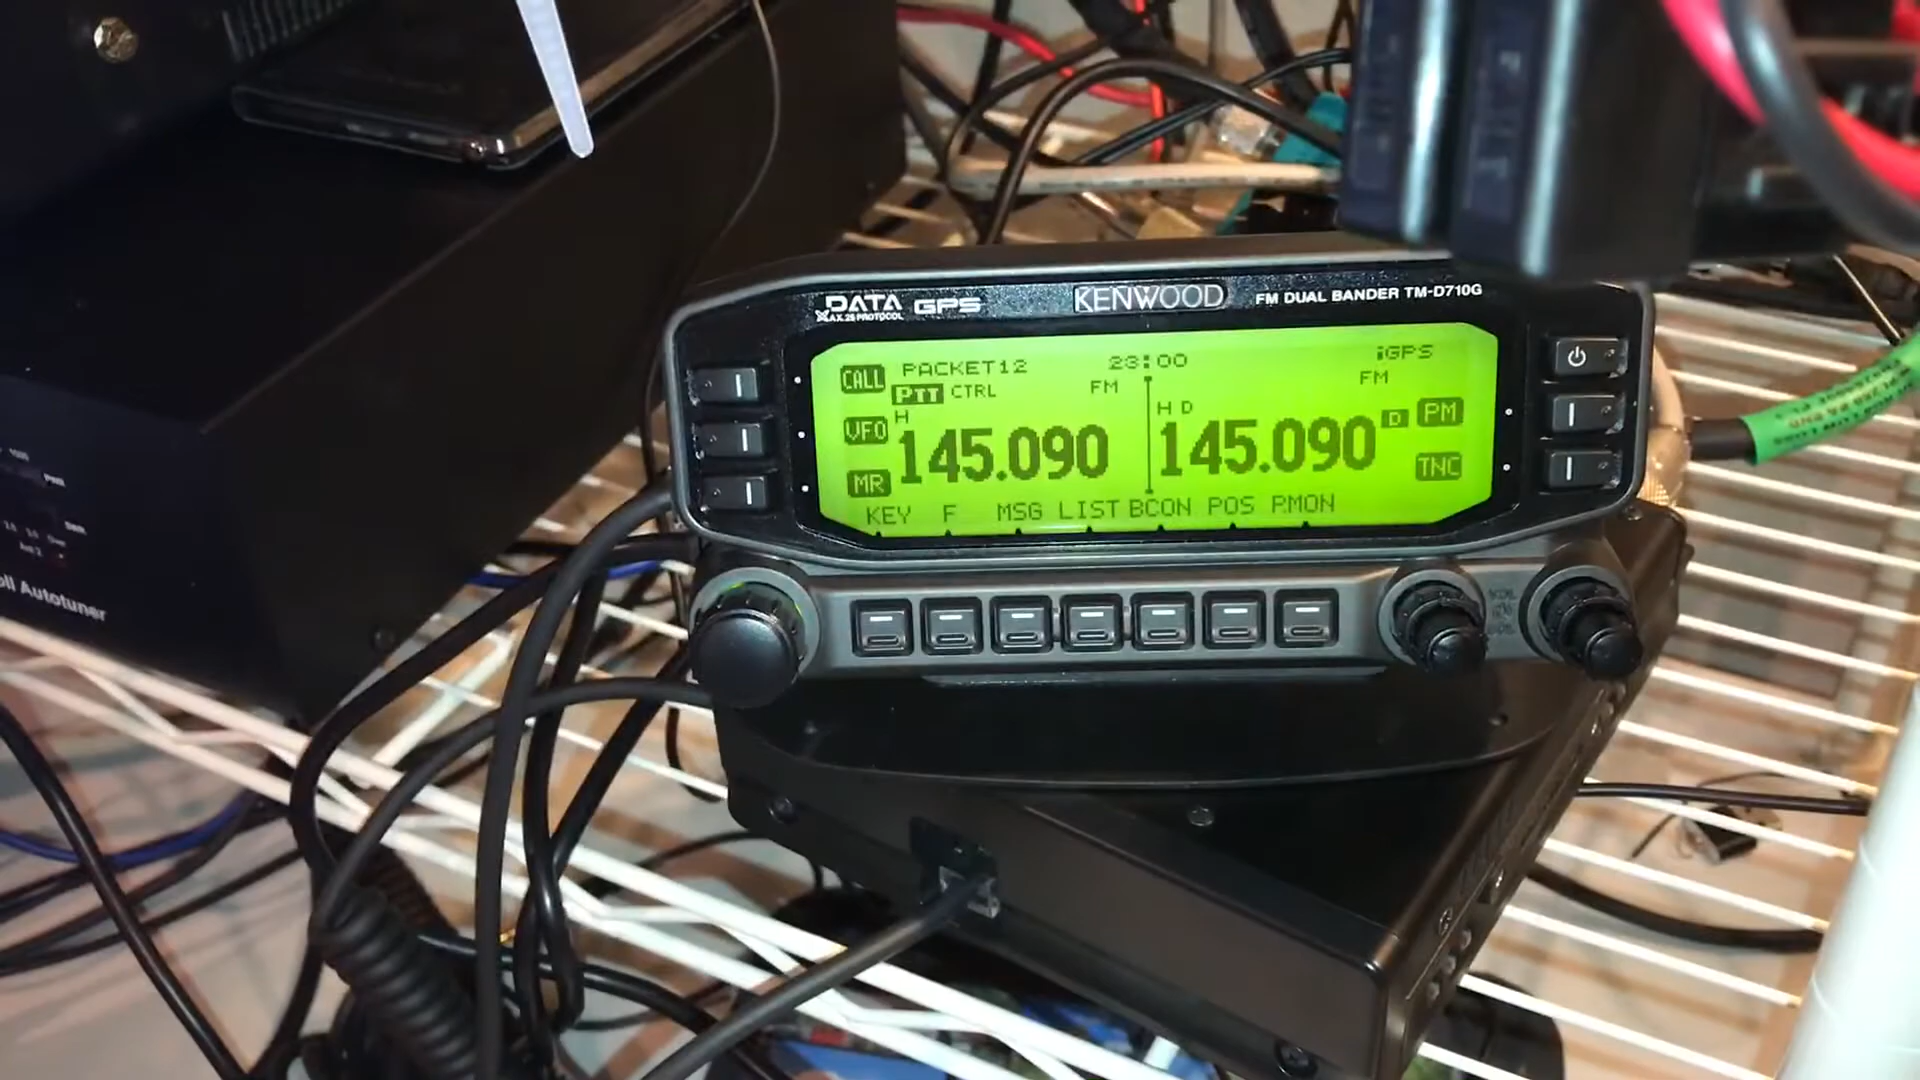 DATA GPS KENWOOD FM DUAL BANDER TM-D710G
AX.25 PROTOCOL
CALL PACKET12 23:00 iGPS
PTT CTRL FM FM
H H D
VFO 145.090 145.090 D PM
MR TNC
KEY F MSG LIST BCON POS P.MON
Autotuner